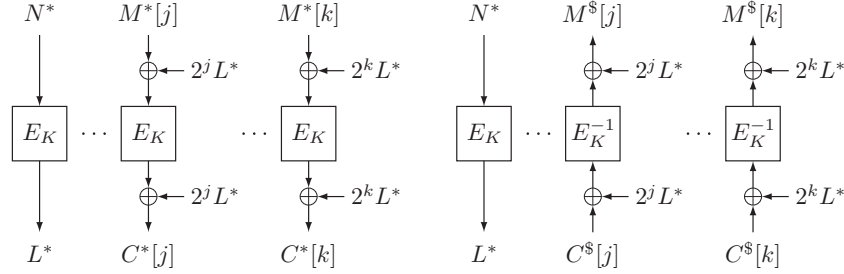 N* M*[j] M*[k] N* M$[j] M$[k]
2^j L* 2^k L* 2^j L* 2^k L*
E_K ··· E_K ··· E_K E_K ··· E_K^{-1} ··· E_K^{-1}
2^j L* 2^k L* 2^j L* 2^k L*
L* C*[j] C*[k] L* C$[j] C$[k]